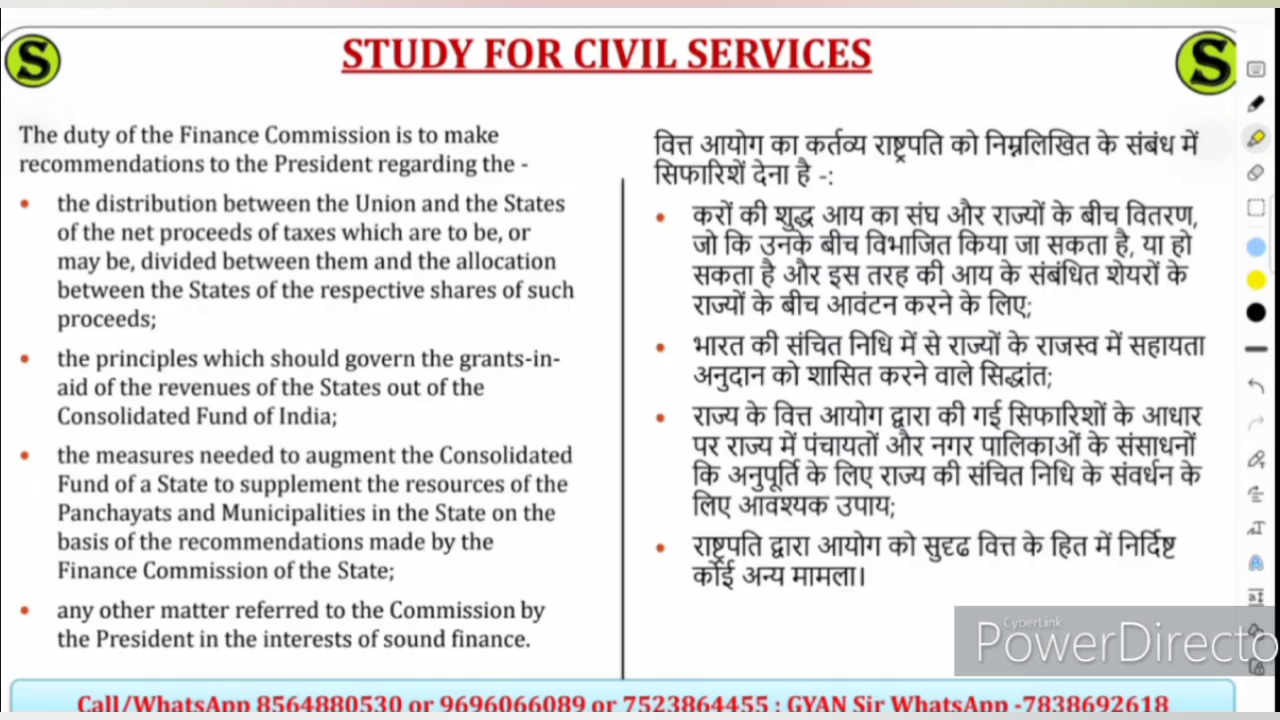 S
STUDY FOR CIVIL SERVICES
S
The duty of the Finance Commission is to make
recommendations to the President regarding the -
• the distribution between the Union and the States
of the net proceeds of taxes which are to be, or
may be, divided between them and the allocation
between the States of the respective shares of such
proceeds;
• the principles which should govern the grants-in-
aid of the revenues of the States out of the
Consolidated Fund of India;
• the measures needed to augment the Consolidated
Fund of a State to supplement the resources of the
Panchayats and Municipalities in the State on the
basis of the recommendations made by the
Finance Commission of the State;
• any other matter referred to the Commission by
the President in the interests of sound finance.
वित्त आयोग का कर्तव्य राष्ट्रपति को निम्नलिखित के संबंध में
सिफारिशें देना है -:
• करों की शुद्ध आय का संघ और राज्यों के बीच वितरण,
जो कि उनके बीच विभाजित किया जा सकता है, या हो
सकता है और इस तरह की आय के संबंधित शेयरों के
राज्यों के बीच आवंटन करने के लिए;
• भारत की संचित निधि में से राज्यों के राजस्व में सहायता
अनुदान को शासित करने वाले सिद्धांत;
• राज्य के वित्त आयोग द्वारा की गई सिफारिशों के आधार
पर राज्य में पंचायतों और नगर पालिकाओं के संसाधनों
कि अनुपूर्ति के लिए राज्य की संचित निधि के संवर्धन के
लिए आवश्यक उपाय;
• राष्ट्रपति द्वारा आयोग को सुदृढ वित्त के हित में निर्दिष्ट
कोई अन्य मामला।
CyberLink
PowerDirecto
Call/WhatsApp 8564880530 or 9696066089 or 7523864455 : GYAN Sir WhatsApp -7838692618